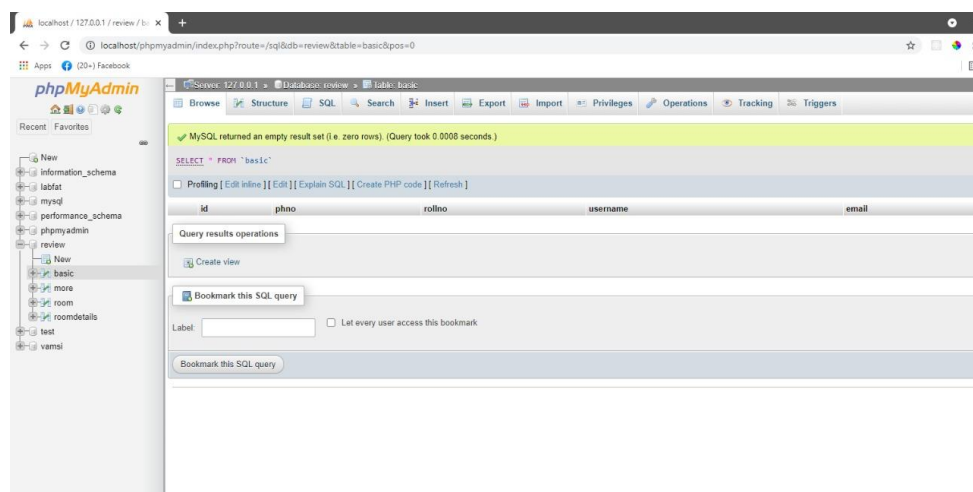 localhost / 127.0.0.1 / review / ba
localhost/phpmyadmin/index.php?route=/sql&db=review&table=basic&pos=0
Apps (20+) Facebook
phpMyAdmin
Recent Favorites
New
information_schema
labfat
mysql
performance_schema
phpmyadmin
review
New
basic
more
room
roomdetails
test
vamsi
Server: 127.0.0.1 » Database: review » Table: basic
Browse Structure SQL Search Insert Export Import Privileges Operations Tracking Triggers
MySQL returned an empty result set (i.e. zero rows). (Query took 0.0008 seconds.)
SELECT * FROM `basic`
Profiling [ Edit inline ] [ Edit ] [ Explain SQL ] [ Create PHP code ] [ Refresh ]
id phno rollno username email
Query results operations
Create view
Bookmark this SQL query
Label: Let every user access this bookmark
Bookmark this SQL query